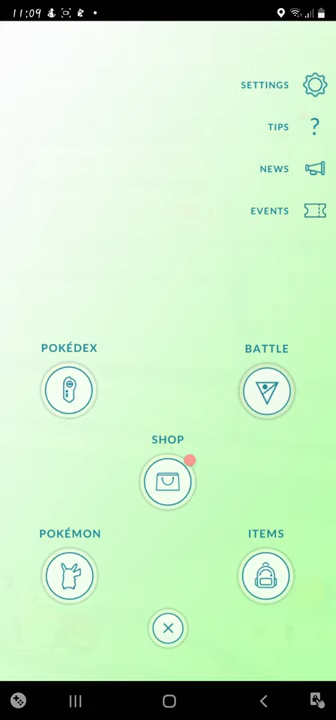 11:09
SETTINGS
TIPS
?
NEWS
EVENTS
POKÉDEX
BATTLE
SHOP
POKÉMON
ITEMS